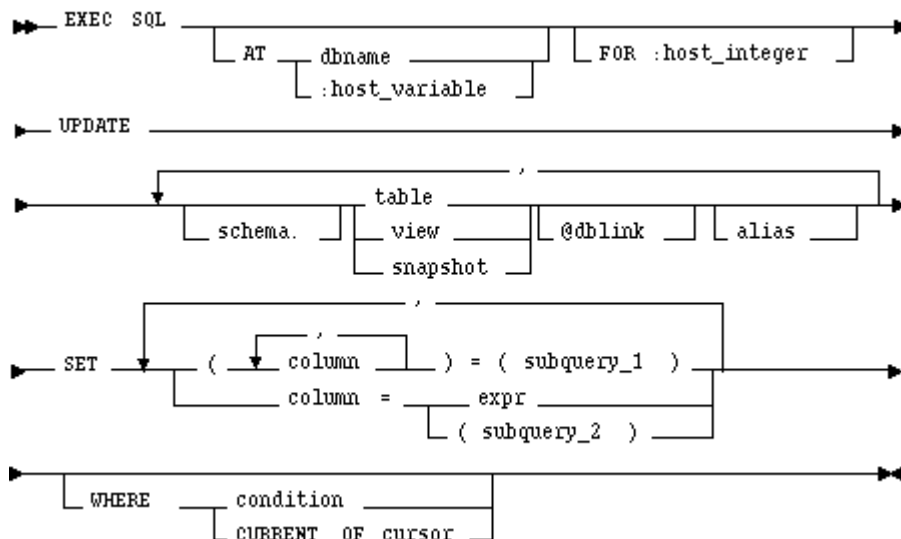 EXEC SQL
AT dbname FOR :host_integer
:host_variable
UPDATE
,
table
schema. view @dblink alias
snapshot
,
,
SET ( column ) = ( subquery_1 )
column = expr
( subquery_2 )
WHERE condition
CURRENT OF cursor